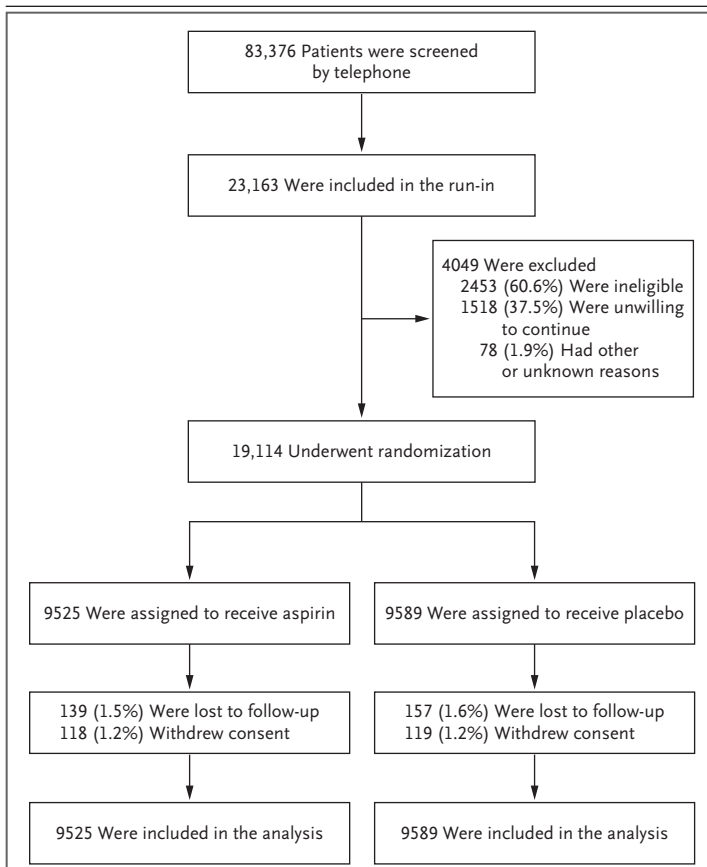 83,376 Patients were screened
by telephone
23,163 Were included in the run-in
4049 Were excluded
2453 (60.6%) Were ineligible
1518 (37.5%) Were unwilling
to continue
78 (1.9%) Had other
or unknown reasons
19,114 Underwent randomization
9525 Were assigned to receive aspirin
9589 Were assigned to receive placebo
139 (1.5%) Were lost to follow-up
118 (1.2%) Withdrew consent
157 (1.6%) Were lost to follow-up
119 (1.2%) Withdrew consent
9525 Were included in the analysis
9589 Were included in the analysis